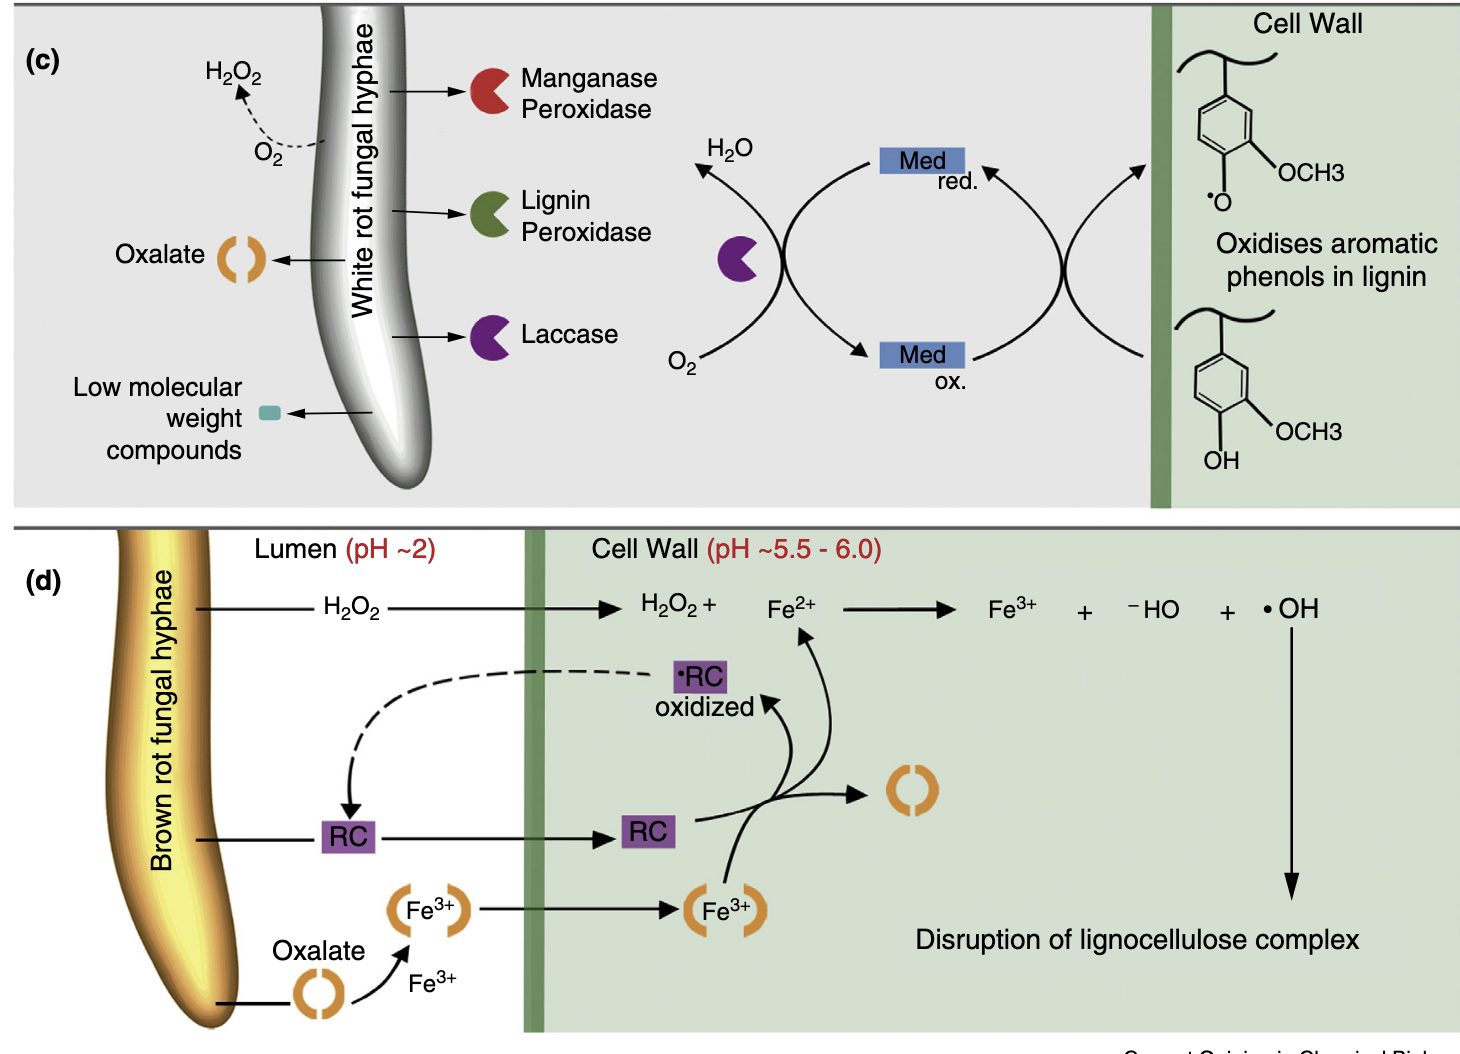 (c)
White rot fungal hyphae
H₂O₂
O₂
Oxalate
Low molecular
weight
compounds
Manganase
Peroxidase
Lignin
Peroxidase
Laccase
H₂O
O₂
Med
red.
Med
ox.
Cell Wall
OCH3
•O
Oxidises aromatic
phenols in lignin
OCH3
OH
(d)
Brown rot fungal hyphae
Lumen (pH ~2)
Cell Wall (pH ~5.5 - 6.0)
H₂O₂
H₂O₂ + Fe²⁺ Fe³⁺ + ⁻HO + •OH
•RC
oxidized
RC
RC
Fe³⁺
Fe³⁺
Oxalate
Fe³⁺
Disruption of lignocellulose complex